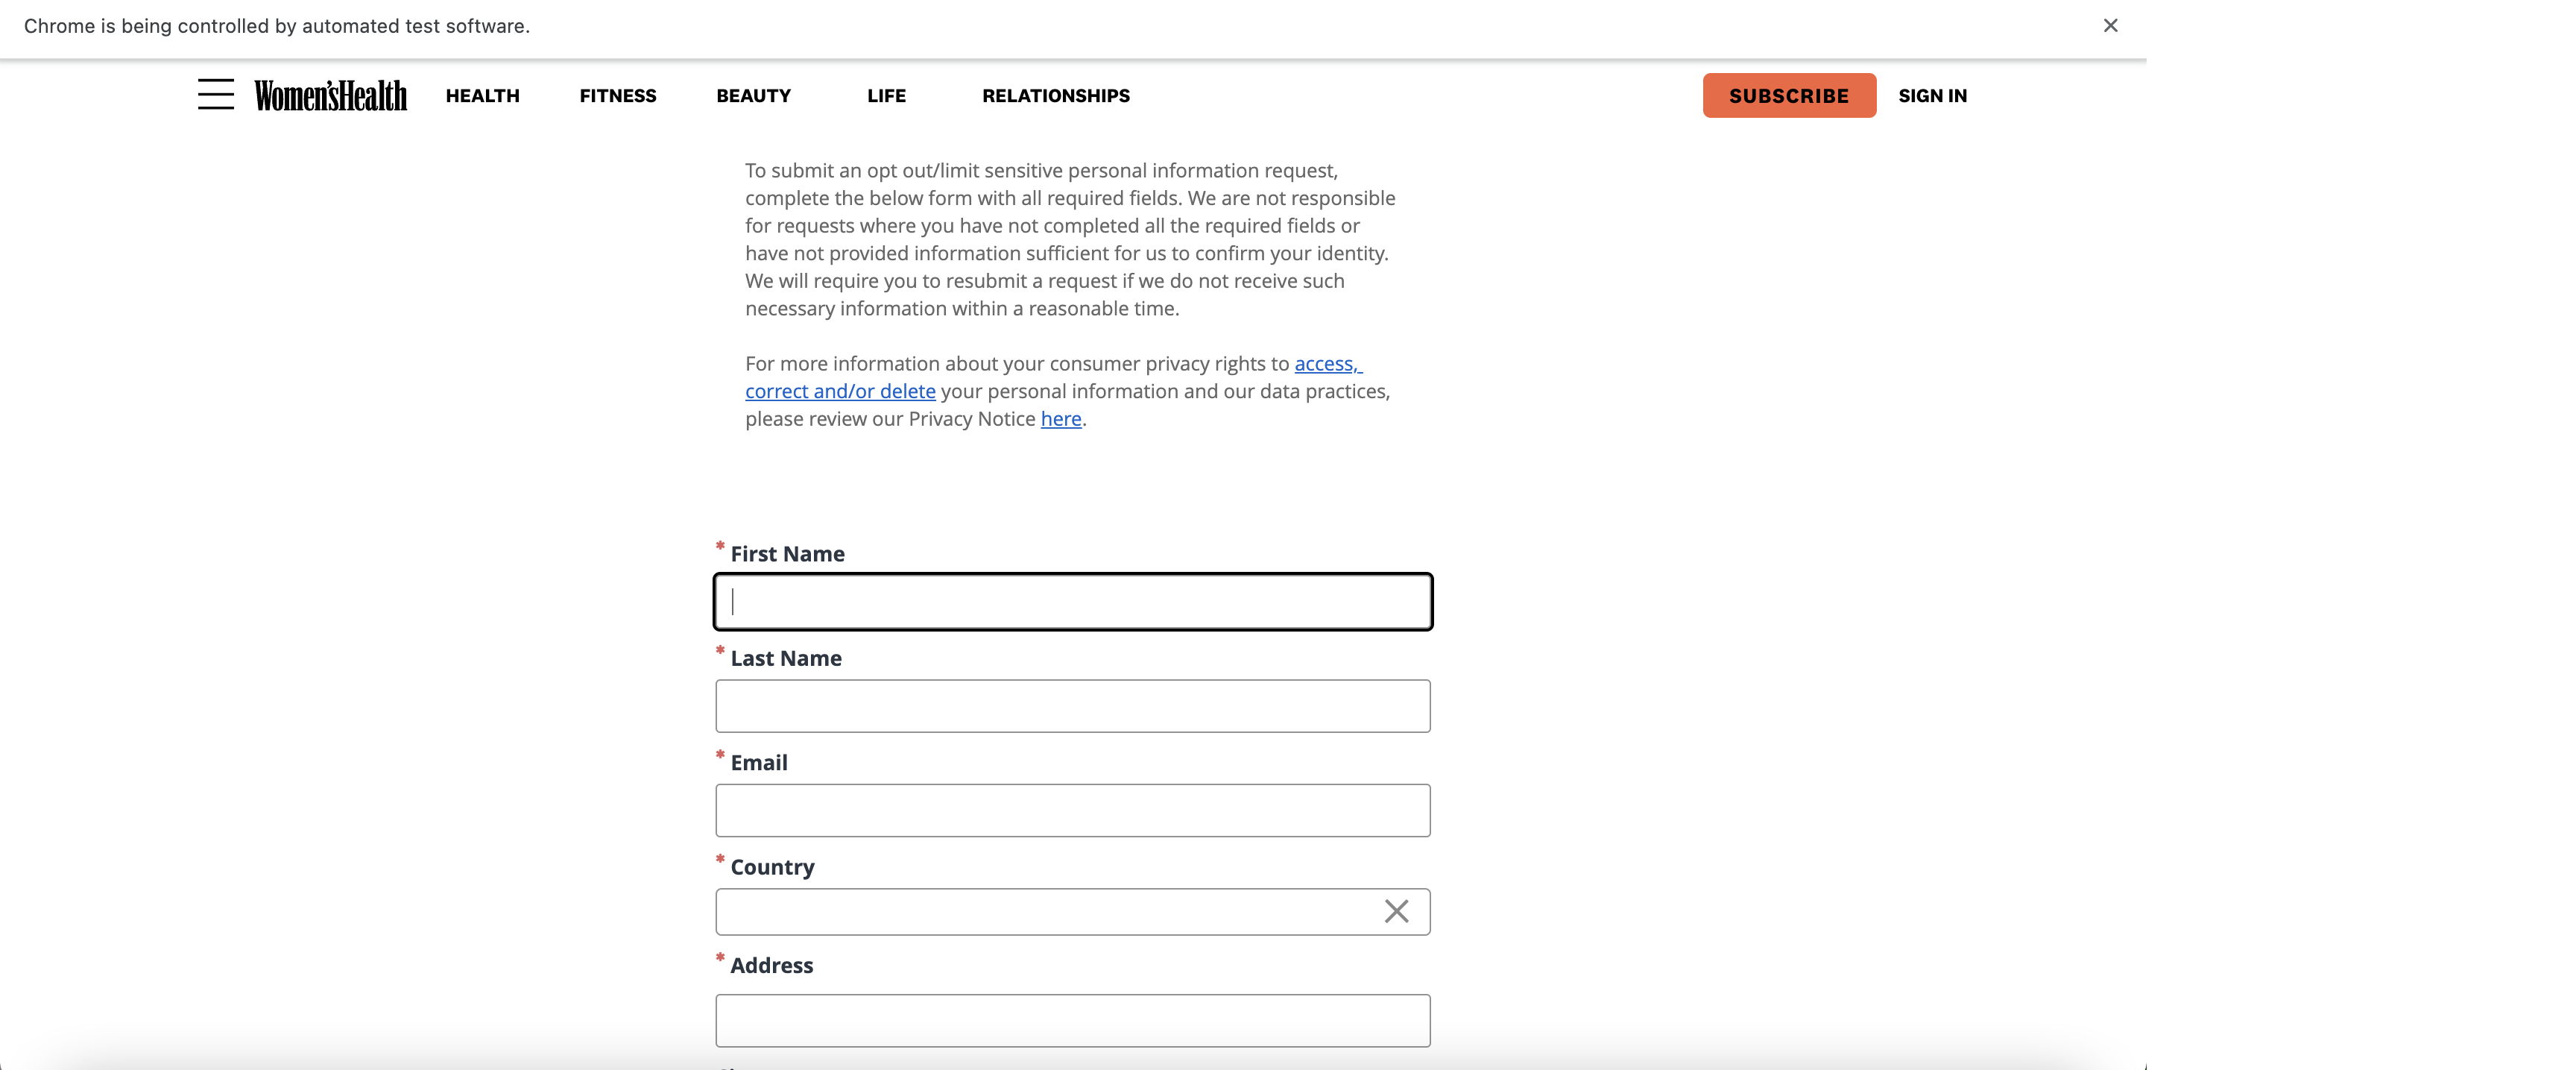 Chrome is being controlled by automated test software.
Women'sHealth HEALTH FITNESS BEAUTY LIFE RELATIONSHIPS SUBSCRIBE SIGN IN
To submit an opt out/limit sensitive personal information request,
complete the below form with all required fields. We are not responsible
for requests where you have not completed all the required fields or
have not provided information sufficient for us to confirm your identity.
We will require you to resubmit a request if we do not receive such
necessary information within a reasonable time.
For more information about your consumer privacy rights to access,
correct and/or delete your personal information and our data practices,
please review our Privacy Notice here.
* First Name
* Last Name
* Email
* Country
* Address